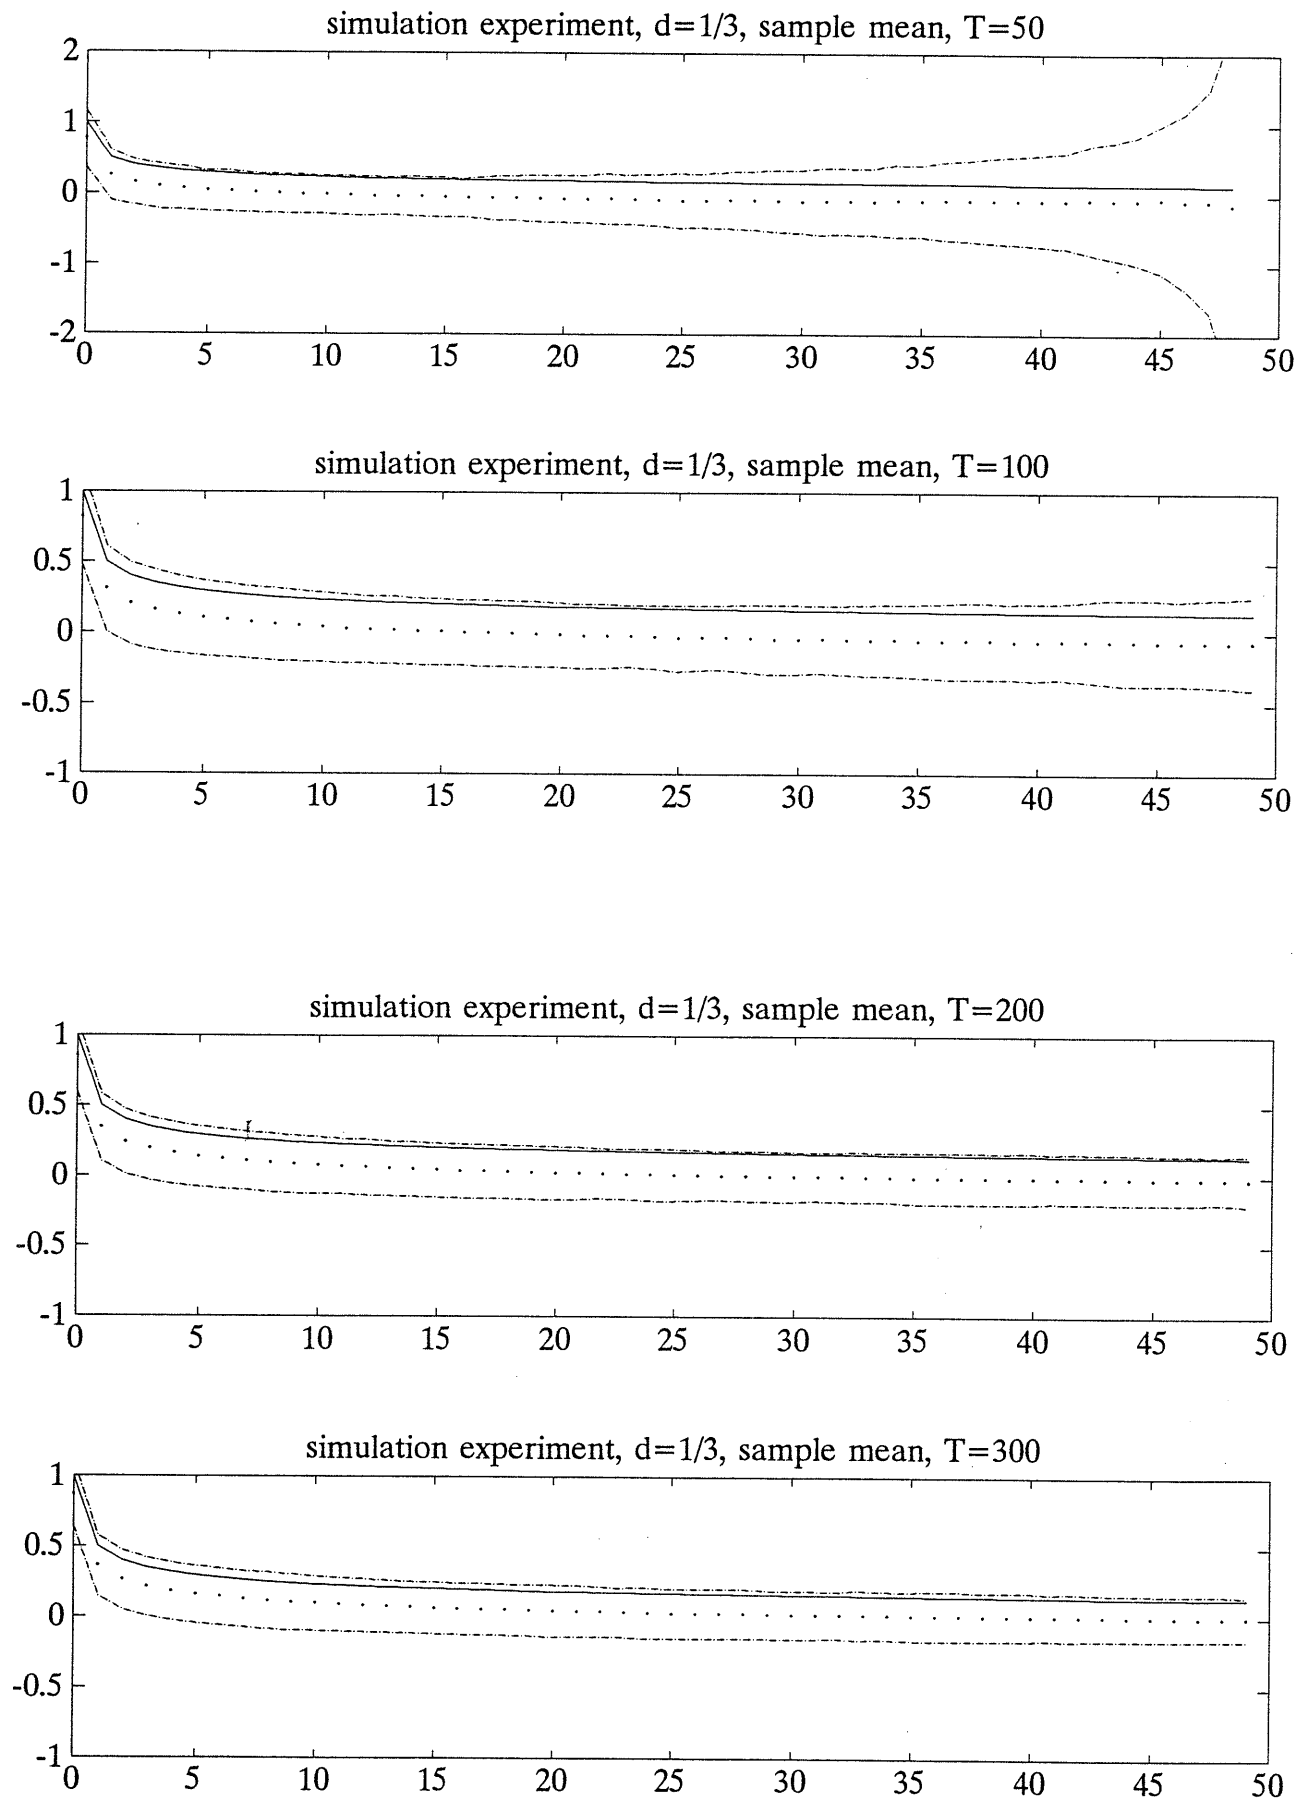 simulation experiment, d=1/3, sample mean, T=50
2
1
0
-1
-2
0 5 10 15 20 25 30 35 40 45 50
simulation experiment, d=1/3, sample mean, T=100
1
0.5
0
-0.5
-1
0 5 10 15 20 25 30 35 40 45 50
simulation experiment, d=1/3, sample mean, T=200
1
0.5
0
-0.5
-1
0 5 10 15 20 25 30 35 40 45 50
simulation experiment, d=1/3, sample mean, T=300
1
0.5
0
-0.5
-1
0 5 10 15 20 25 30 35 40 45 50